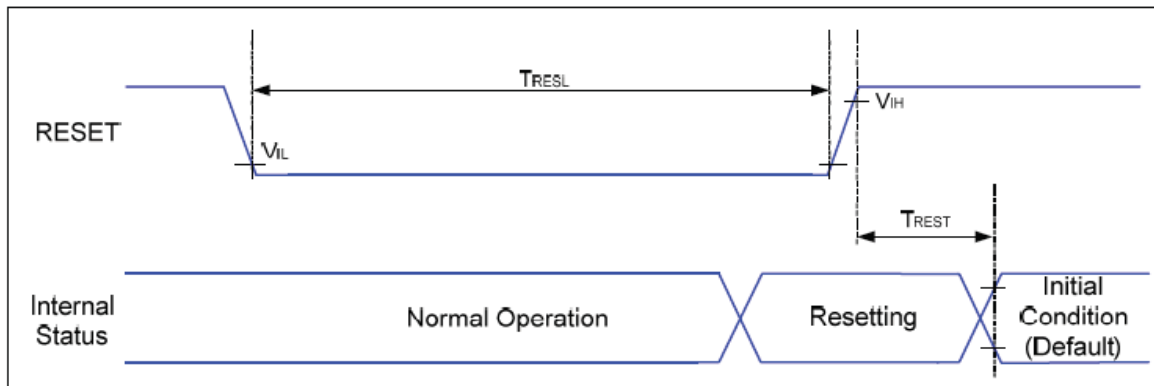 TRESL
RESET
VIL
VIH
TREST
Internal
Status
Normal Operation
Resetting
Initial
Condition
(Default)